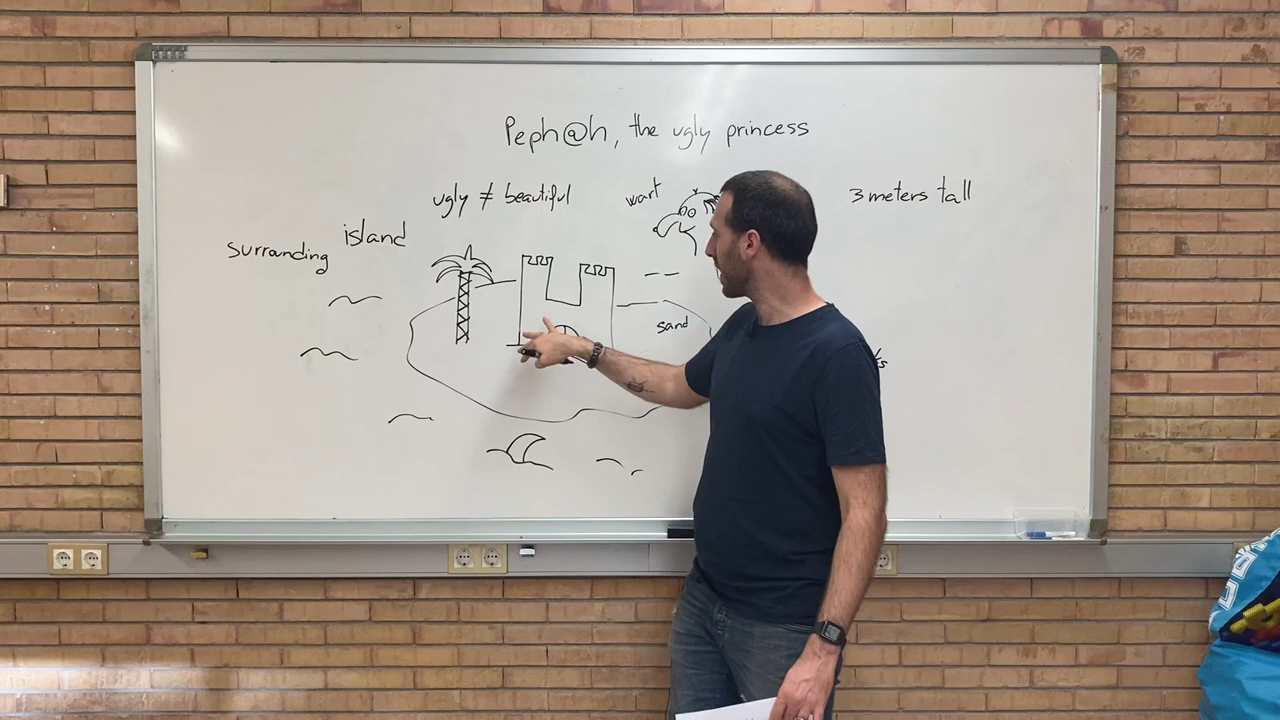 Peph@h, the ugly princess
ugly ≠ beautiful
wart
3 meters tall
island
surrounding
sand